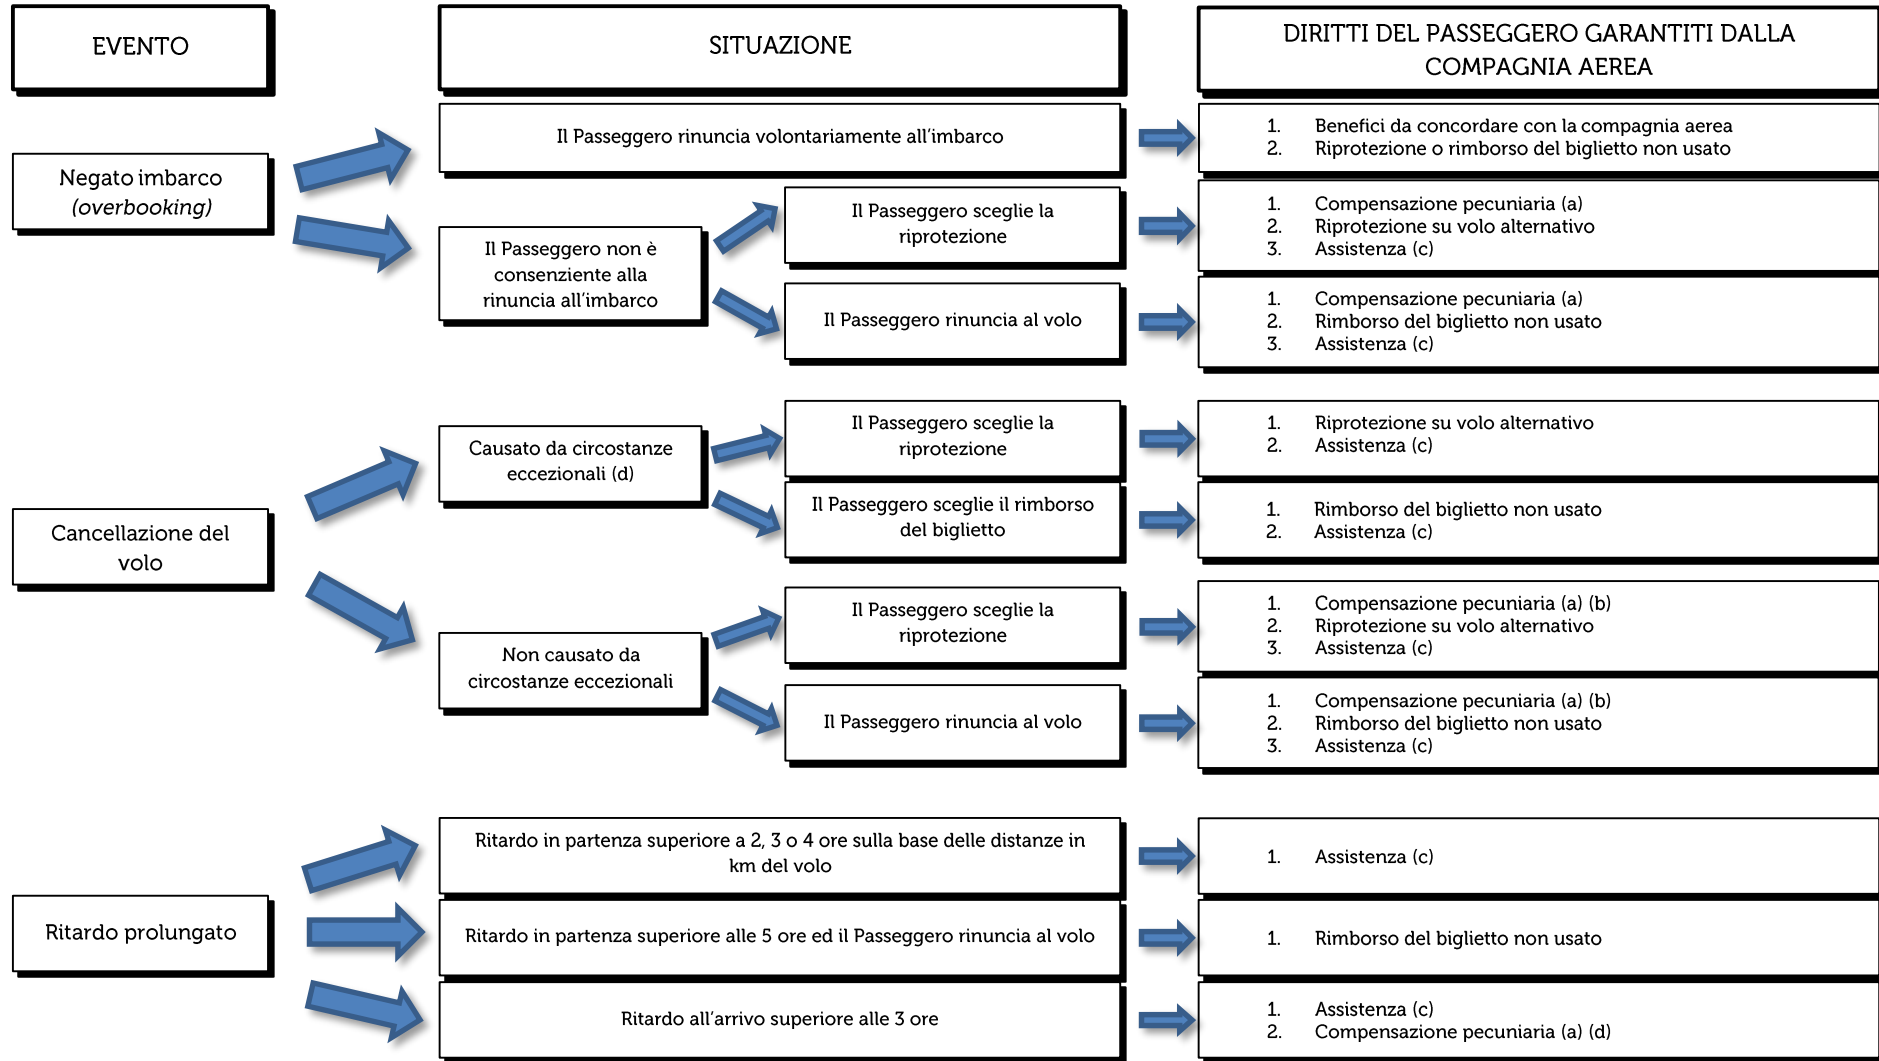 EVENTO
SITUAZIONE
DIRITTI DEL PASSEGGERO GARANTITI DALLA
COMPAGNIA AEREA
Negato imbarco
(overbooking)
Il Passeggero rinuncia volontariamente all'imbarco
1. Benefici da concordare con la compagnia aerea
2. Riprotezione o rimborso del biglietto non usato
Il Passeggero non è
consenziente alla
rinuncia all'imbarco
Il Passeggero sceglie la
riprotezione
1. Compensazione pecuniaria (a)
2. Riprotezione su volo alternativo
3. Assistenza (c)
Il Passeggero rinuncia al volo
1. Compensazione pecuniaria (a)
2. Rimborso del biglietto non usato
3. Assistenza (c)
Cancellazione del
volo
Causato da circostanze
eccezionali (d)
Il Passeggero sceglie la
riprotezione
1. Riprotezione su volo alternativo
2. Assistenza (c)
Il Passeggero sceglie il rimborso
del biglietto
1. Rimborso del biglietto non usato
2. Assistenza (c)
Non causato da
circostanze eccezionali
Il Passeggero sceglie la
riprotezione
1. Compensazione pecuniaria (a) (b)
2. Riprotezione su volo alternativo
3. Assistenza (c)
Il Passeggero rinuncia al volo
1. Compensazione pecuniaria (a) (b)
2. Rimborso del biglietto non usato
3. Assistenza (c)
Ritardo prolungato
Ritardo in partenza superiore a 2, 3 o 4 ore sulla base delle distanze in
km del volo
1. Assistenza (c)
Ritardo in partenza superiore alle 5 ore ed il Passeggero rinuncia al volo
1. Rimborso del biglietto non usato
Ritardo all'arrivo superiore alle 3 ore
1. Assistenza (c)
2. Compensazione pecuniaria (a) (d)